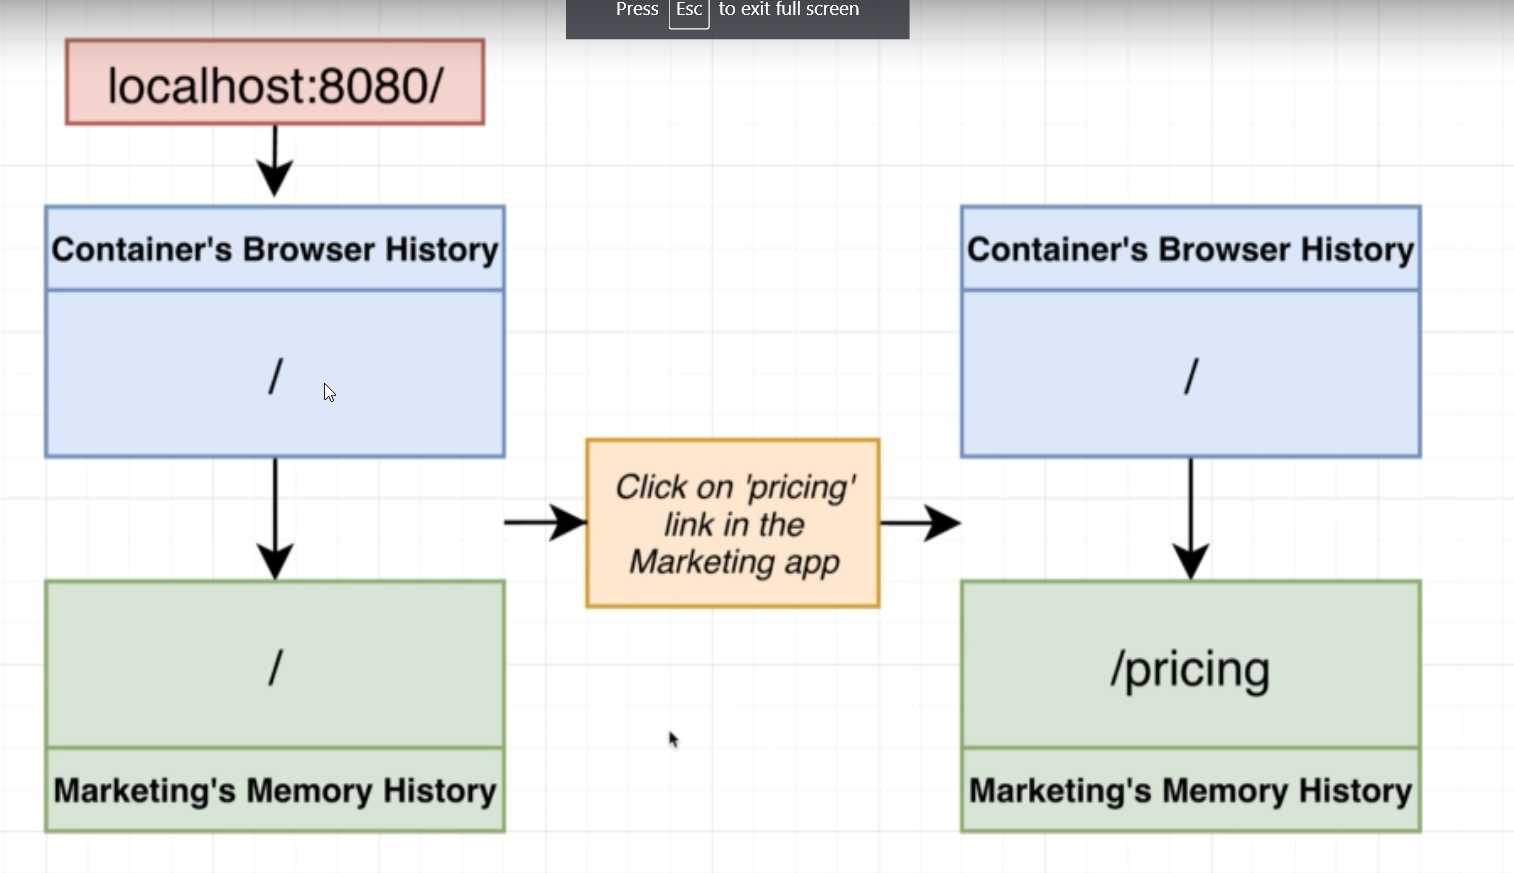 Press Esc to exit full screen
localhost:8080/
Container's Browser History
/
/
Marketing's Memory History
Click on 'pricing'
link in the
Marketing app
Container's Browser History
/
/pricing
Marketing's Memory History